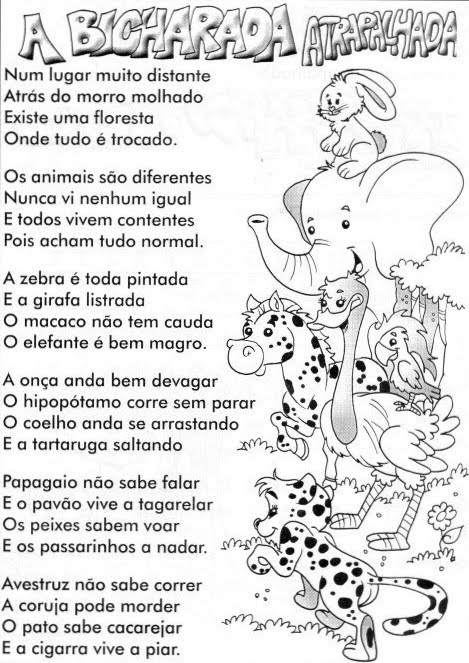 A BICHARADA ATRAPALHADA
Num lugar muito distante
Atrás do morro molhado
Existe uma floresta
Onde tudo é trocado.
Os animais são diferentes
Nunca vi nenhum igual
E todos vivem contentes
Pois acham tudo normal.
A zebra é toda pintada
E a girafa listrada
O macaco não tem cauda
O elefante é bem magro.
A onça anda bem devagar
O hipopótamo corre sem parar
O coelho anda se arrastando
E a tartaruga saltando
Papagaio não sabe falar
E o pavão vive a tagarelar
Os peixes sabem voar
E os passarinhos a nadar.
Avestruz não sabe correr
A coruja pode morder
O pato sabe cacarejar
E a cigarra vive a piar.